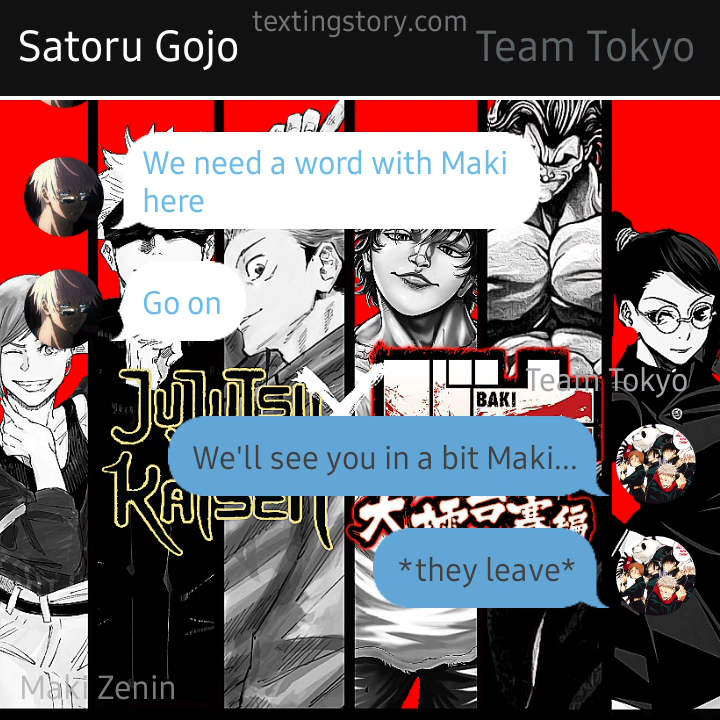 textingstory.com
Satoru Gojo
Team Tokyo
We need a word with Maki
here
Go on
Team Tokyo
JUJUTSU
KAISEN
BAKI
We'll see you in a bit Maki...
*they leave*
Maki Zenin